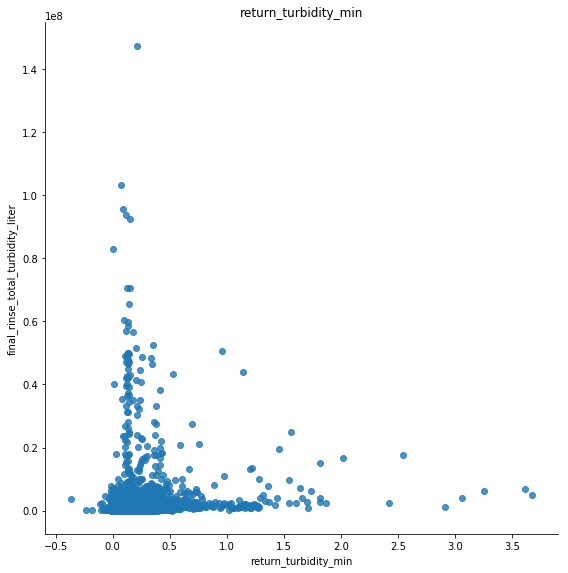 return_turbidity_min
1e8
1.4
1.2
1.0
0.8
0.6
0.4
0.2
0.0
final_rinse_total_turbidity_liter
−0.5 0.0 0.5 1.0 1.5 2.0 2.5 3.0 3.5
return_turbidity_min